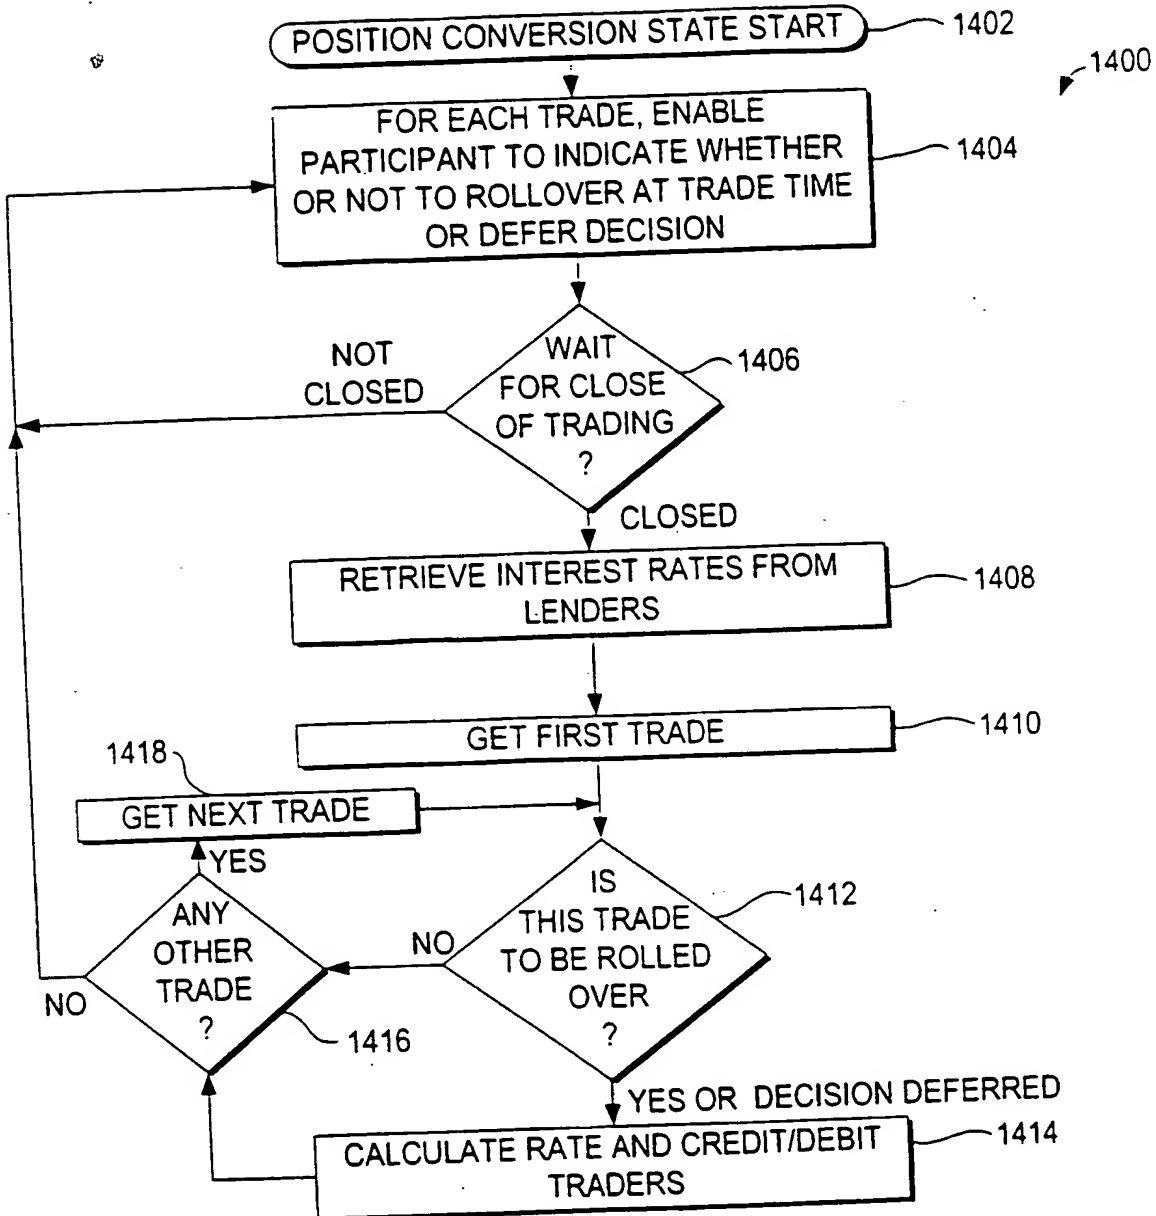 POSITION CONVERSION STATE START
1402
1400
FOR EACH TRADE, ENABLE
PARTICIPANT TO INDICATE WHETHER
OR NOT TO ROLLOVER AT TRADE TIME
OR DEFER DECISION
1404
NOT
CLOSED
WAIT
FOR CLOSE
OF TRADING
?
1406
CLOSED
RETRIEVE INTEREST RATES FROM
LENDERS
1408
GET FIRST TRADE
1410
1418
GET NEXT TRADE
YES
ANY
OTHER
TRADE
?
NO
1416
NO
IS
THIS TRADE
TO BE ROLLED
OVER
?
1412
YES OR DECISION DEFERRED
CALCULATE RATE AND CREDIT/DEBIT
TRADERS
1414